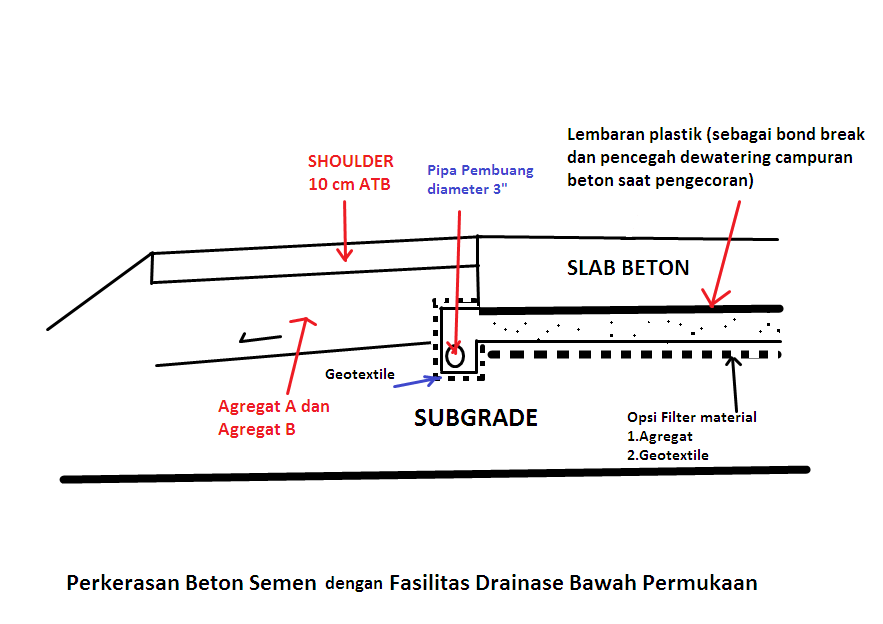 Lembaran plastik (sebagai bond break
dan pencegah dewatering campuran
beton saat pengecoran)
SHOULDER
10 cm ATB
Pipa Pembuang
diameter 3"
SLAB BETON
Geotextile
Agregat A dan
Agregat B
SUBGRADE
Opsi Filter material
1.Agregat
2.Geotextile
Perkerasan Beton Semen dengan Fasilitas Drainase Bawah Permukaan